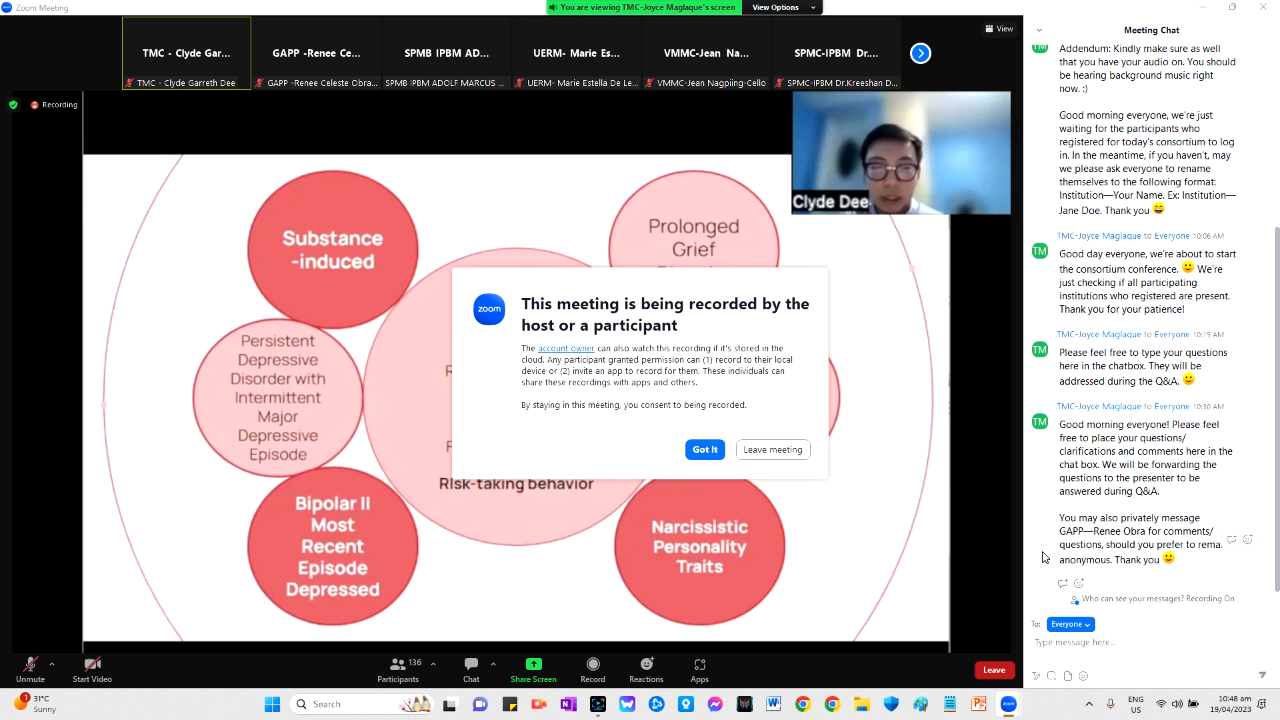 Zoom Meeting
You are viewing TMC-Joyce Maglaque's screen
View Options
View
TMC - Clyde Gar...
GAPP -Renee Ce...
SPMB IPBM AD...
UERM- Marie Es...
VMMC-Jean Na...
SPMC-IPBM Dr....
TMC - Clyde Garreth Dee
GAPP -Renee Celeste Obra...
SPMB IPBM ADOLF MARCUS ...
UERM- Marie Estella De Le...
VMMC-Jean Nagpiing-Cello
SPMC-IPBM Dr.Kreeshan D...
Recording
Clyde Dee
Substance
-induced
Prolonged
Grief
Persistent
Depressive
Disorder with
Intermittent
Major
Depressive
Episode
Bipolar II
Most
Recent
Episode
Depressed
RIsk-taking behavior
Narcissistic
Personality
Traits
zoom
This meeting is being recorded by the
host or a participant
The account owner can also watch this recording if it's stored in the
cloud. Any participant granted permission can (1) record to their local
device or (2) invite an app to record for them. These individuals can
share these recordings with apps and others.
By staying in this meeting, you consent to being recorded.
Got It
Leave meeting
Meeting Chat
TM
Addendum: Kindly make sure as well
that you have your audio on. You should
be hearing background music right
now. :)
Good morning everyone, we're just
waiting for the participants who
registered for today's consortium to log
in. In the meantime, if you haven't, may
we please ask everyone to rename
themselves to the following format:
Institution—Your Name. Ex: Institution—
Jane Doe. Thank you 😄
TMC-Joyce Maglaque to Everyone 10:06 AM
TM
Good day everyone, we're about to start
the consortium conference. 🙂 We're
just checking if all participating
institutions who registered are present.
Thank you for your patience!
TMC-Joyce Maglaque to Everyone 10:15 AM
TM
Please feel free to type your questions
here in the chatbox. They will be
addressed during the Q&A. 🙂
TMC-Joyce Maglaque to Everyone 10:30 AM
TM
Good morning everyone! Please feel
free to place your questions/
clarifications and comments here in the
chat box. We will be forwarding the
questions to the presenter to be
answered during Q&A.
You may also privately message
GAPP—Renee Obra for comments/
questions, should you prefer to rema
anonymous. Thank you 🙂
Who can see your messages? Recording On
To: Everyone
Type message here...
Unmute
Start Video
136
Participants
Chat
Share Screen
Record
Reactions
Apps
Leave
1
31°C
Sunny
Search
ENG
US
10:48 am
19/04/2023